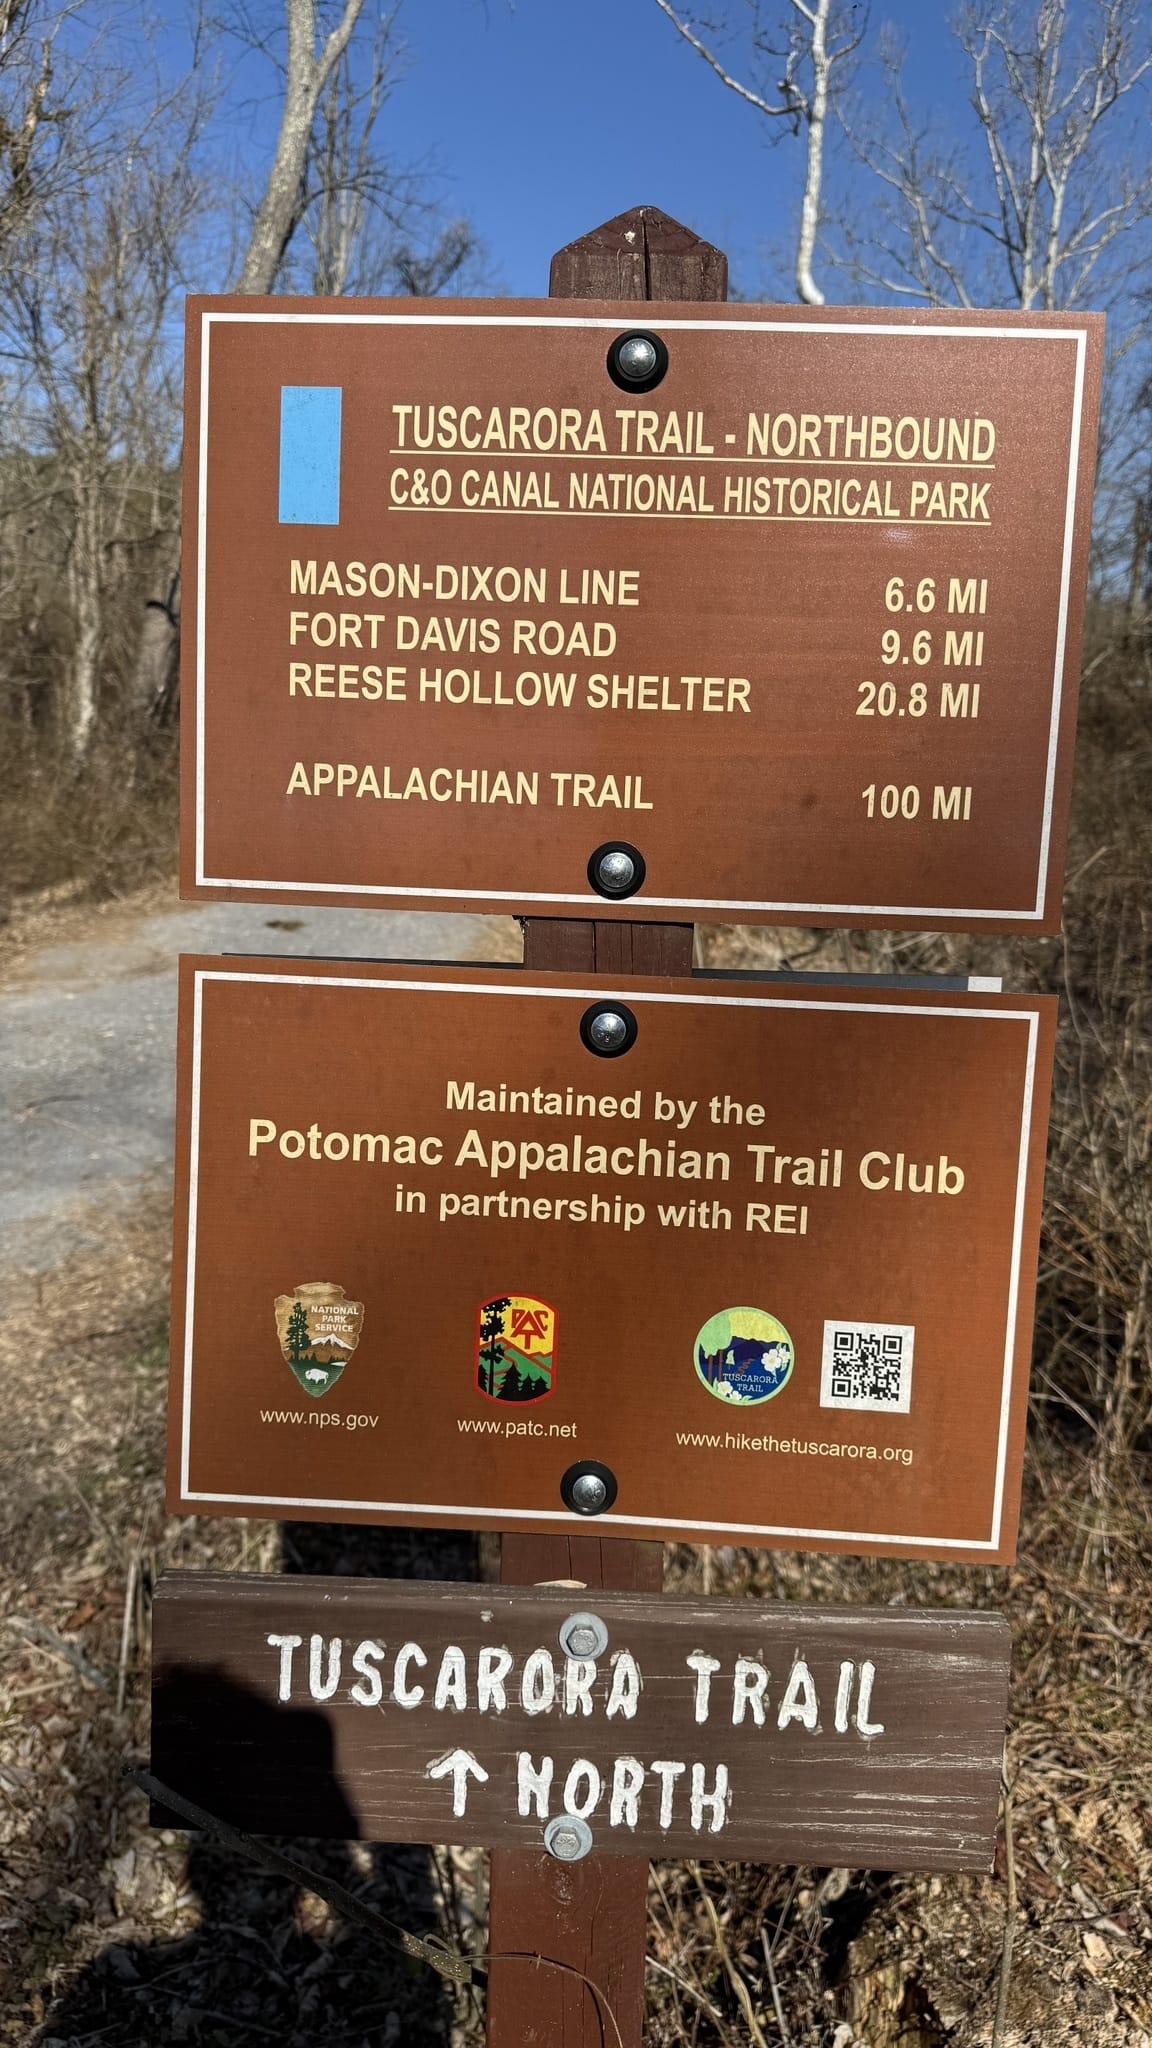 TUSCARORA TRAIL - NORTHBOUND
C&O CANAL NATIONAL HISTORICAL PARK
MASON-DIXON LINE 6.6 MI
FORT DAVIS ROAD 9.6 MI
REESE HOLLOW SHELTER 20.8 MI
APPALACHIAN TRAIL 100 MI
Maintained by the
Potomac Appalachian Trail Club
in partnership with REI
NATIONAL
PARK
SERVICE
www.nps.gov
PATC
www.patc.net
TUSCARORA
TRAIL
www.hikethetuscarora.org
TUSCARORA TRAIL
↑ NORTH